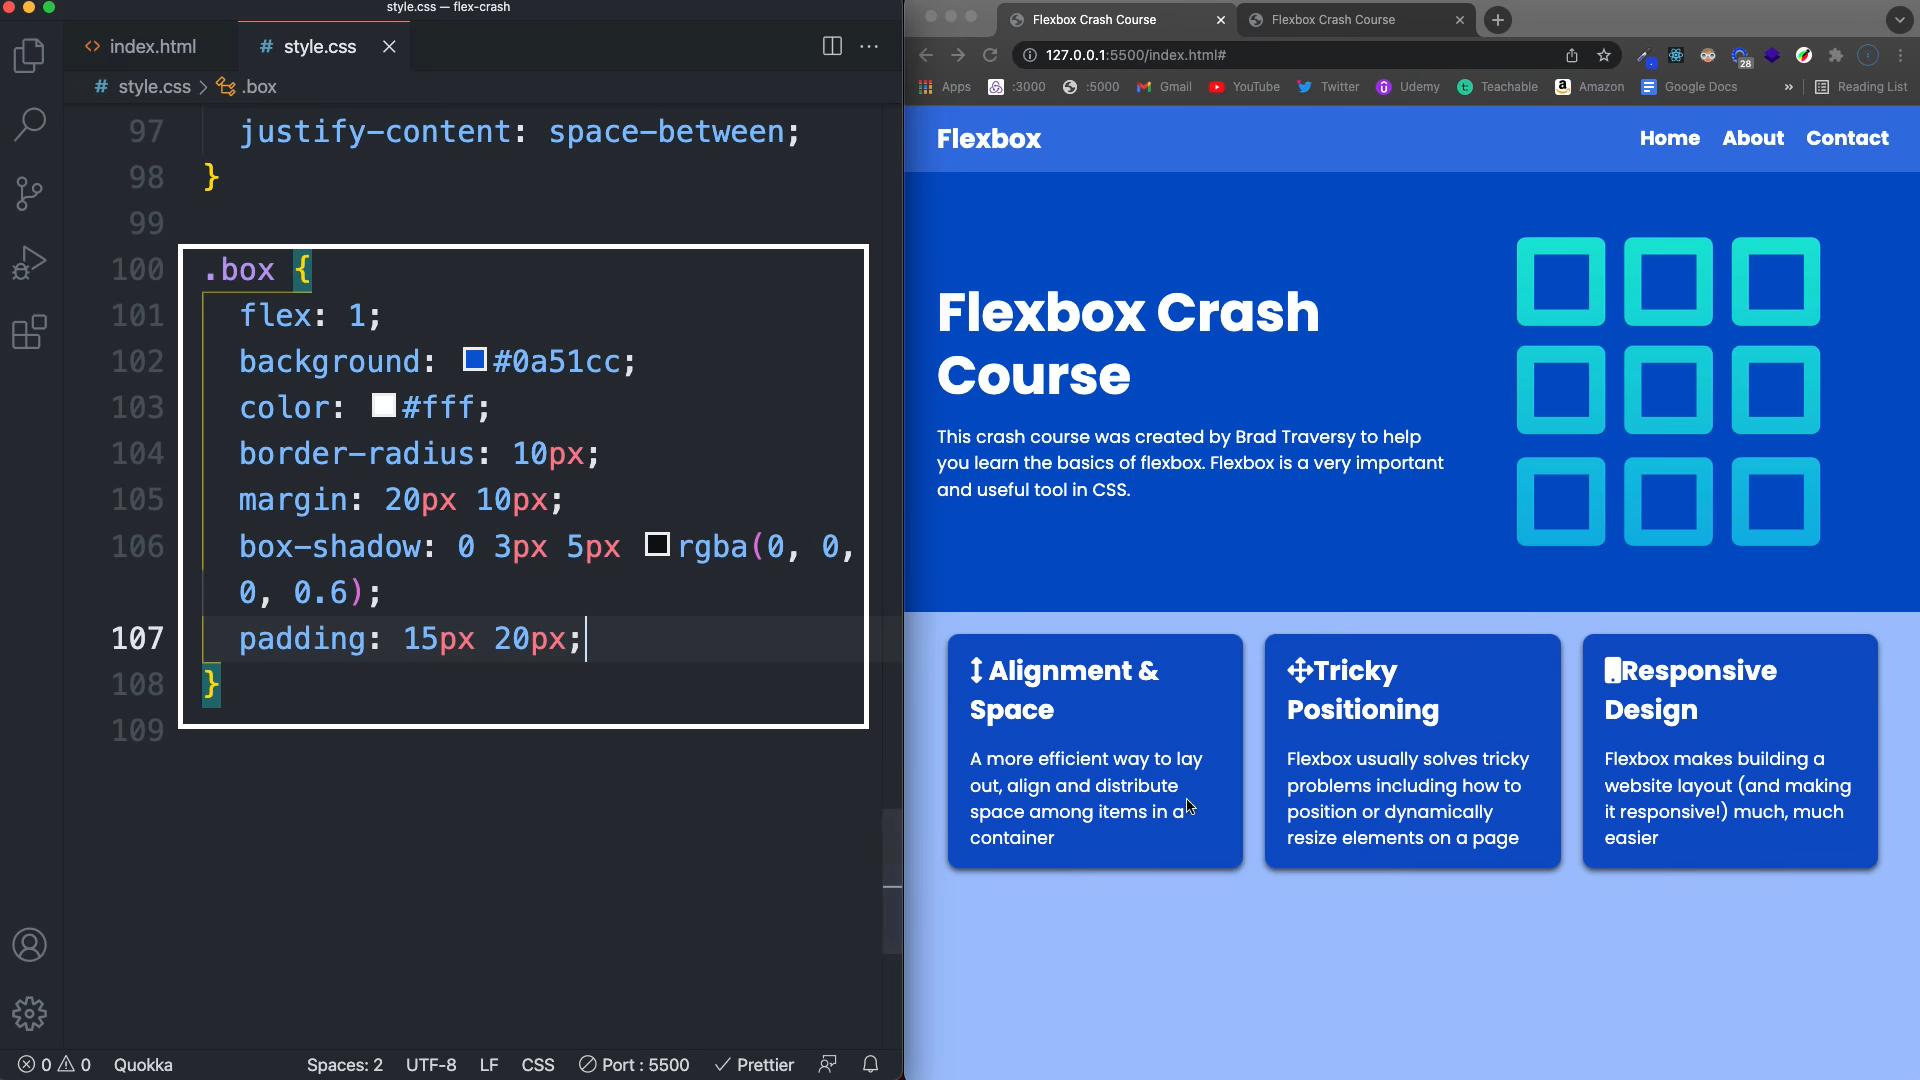 style.css — flex-crash
index.html
style.css
style.css > .box
97 justify-content: space-between;
98 }
99
100 .box {
101 flex: 1;
102 background: #0a51cc;
103 color: #fff;
104 border-radius: 10px;
105 margin: 20px 10px;
106 box-shadow: 0 3px 5px rgba(0, 0,
0, 0.6);
107 padding: 15px 20px;
108 }
109
0 0 Quokka Spaces: 2 UTF-8 LF CSS Port : 5500 Prettier
Flexbox Crash Course Flexbox Crash Course
127.0.0.1:5500/index.html#
28
Apps :3000 :5000 Gmail YouTube Twitter Udemy Teachable Amazon Google Docs » Reading List
Flexbox Home About Contact
Flexbox Crash
Course
This crash course was created by Brad Traversy to help
you learn the basics of flexbox. Flexbox is a very important
and useful tool in CSS.
Alignment &
Space
A more efficient way to lay
out, align and distribute
space among items in a
container
Tricky
Positioning
Flexbox usually solves tricky
problems including how to
position or dynamically
resize elements on a page
Responsive
Design
Flexbox makes building a
website layout (and making
it responsive!) much, much
easier